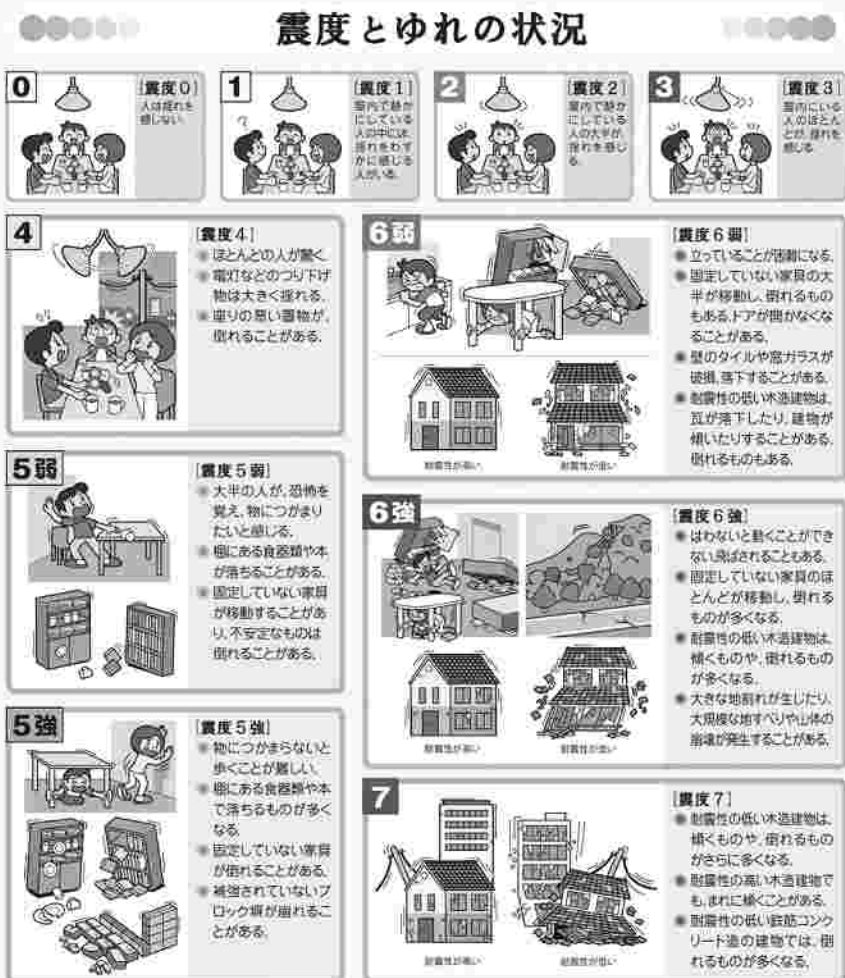 震度とゆれの状況
0
[震度0]
人は揺れを
感じない。
1
[震度1]
屋内で静か
にしている
人の中には、
揺れをわず
かに感じる
人がいる。
2
[震度2]
屋内で静か
にしている
人の大半が、
揺れを感じ
る。
3
[震度3]
屋内にいる
人のほとん
どが、揺れを
感じる。
4
[震度4]
ほとんどの人が驚く。
電灯などのつり下げ
物は大きく揺れる。
座りの悪い置物が、
倒れることがある。
5弱
[震度5弱]
大半の人が、恐怖を
覚え、物につかまり
たいと感じる。
棚にある食器類や本
が落ちることがある。
固定していない家具
が移動することがあ
り、不安定なものは
倒れることがある。
5強
[震度5強]
物につかまらないと
歩くことが難しい。
棚にある食器類や本
で落ちるものが多く
なる。
固定していない家具
が倒れることがある。
補強されていないブ
ロック塀が崩れるこ
とがある。
6弱
[震度6弱]
立っていることが困難になる。
固定していない家具の大
半が移動し、倒れるもの
もある。ドアが開かなくな
ることがある。
壁のタイルや窓ガラスが
破損、落下することがある。
耐震性の低い木造建物は、
瓦が落下したり、建物が
傾いたりすることがある。
倒れるものもある。
耐震性が高い
耐震性が低い
6強
[震度6強]
はわないと動くことができ
ない。飛ばされることもある。
固定していない家具のほ
とんどが移動し、倒れる
ものが多くなる。
耐震性の低い木造建物は、
傾くものや、倒れるもの
が多くなる。
大きな地割れが生じたり、
大規模な地すべりや山体の
崩壊が発生することがある。
耐震性が高い
耐震性が低い
7
[震度7]
耐震性の低い木造建物は、
傾くものや、倒れるもの
がさらに多くなる。
耐震性の高い木造建物で
も、まれに傾くことがある。
耐震性の低い鉄筋コンク
リート造の建物では、倒
れるものが多くなる。
耐震性が高い
耐震性が低い